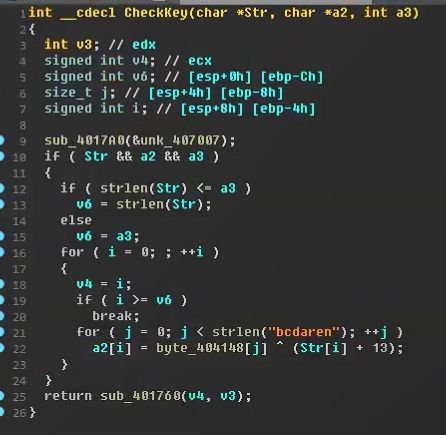 1 int __cdecl CheckKey(char *Str, char *a2, int a3)
2 {
3 int v3; // edx
4 signed int v4; // ecx
5 signed int v6; // [esp+0h] [ebp-Ch]
6 size_t j; // [esp+4h] [ebp-8h]
7 signed int i; // [esp+8h] [ebp-4h]
8
9 sub_4017A0(&unk_407007);
10 if ( Str && a2 && a3 )
11 {
12 if ( strlen(Str) <= a3 )
13 v6 = strlen(Str);
14 else
15 v6 = a3;
16 for ( i = 0; ; ++i )
17 {
18 v4 = i;
19 if ( i >= v6 )
20 break;
21 for ( j = 0; j < strlen("bcdaren"); ++j )
22 a2[i] = byte_404148[j] ^ (Str[i] + 13);
23 }
24 }
25 return sub_401760(v4, v3);
26 }